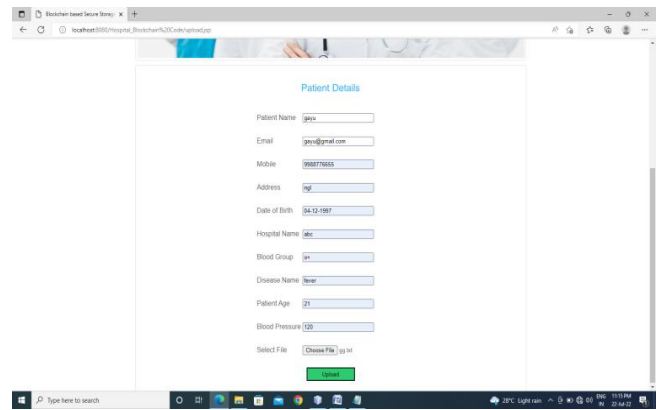 Blockchain based Secure Storag
localhost:8080/Hospital_Blockchain%20Code/upload.jsp
Patient Details
Patient Name gayu
Email gayu@gmail.com
Mobile
Address ngl
Date of Birth 04-12-1997
Hospital Name abc
Blood Group
Disease Name fever
Patient Age 21
Blood Pressure 120
Select File Choose File gg.txt
Upload
Type here to search
28°C Light rain
ENG
IN
11:15 PM
22-Jul-22